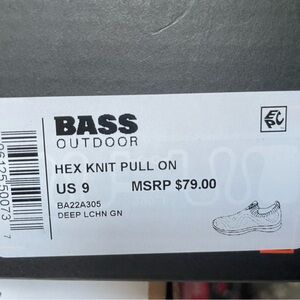 BASS
OUTDOOR
HEX KNIT PULL ON
US 9 MSRP $79.00
BA22A305
DEEP LCHN GN